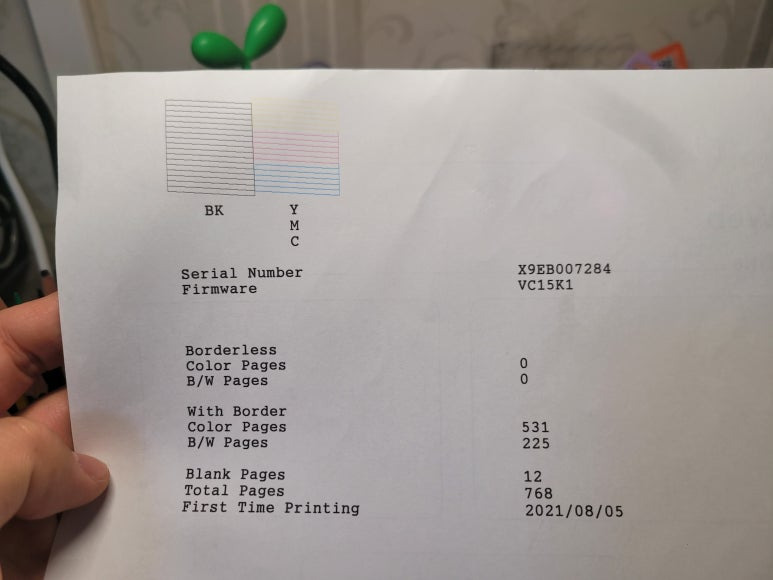 BK Y
M
C
Serial Number X9EB007284
Firmware VC15K1
Borderless
Color Pages 0
B/W Pages 0
With Border
Color Pages 531
B/W Pages 225
Blank Pages 12
Total Pages 768
First Time Printing 2021/08/05